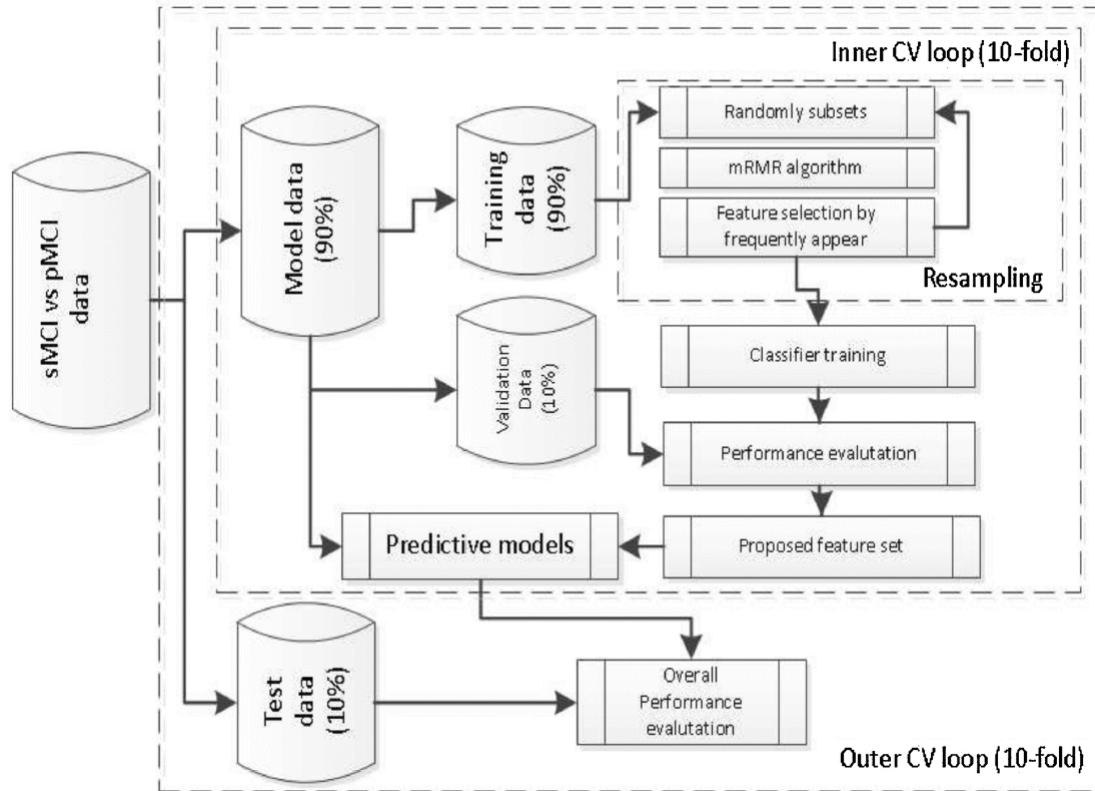 Inner CV loop (10-fold)
Randomly subsets
mRMR algorithm
Feature selection by
frequently appear
Resampling
sMCI vs pMCI
data
Model data
(90%)
Training
data
(90%)
Validation
Data
(10%)
Classifier training
Performance evalutation
Predictive models
Proposed feature set
Test
data
(10%)
Overall
Performance
evalutation
Outer CV loop (10-fold)